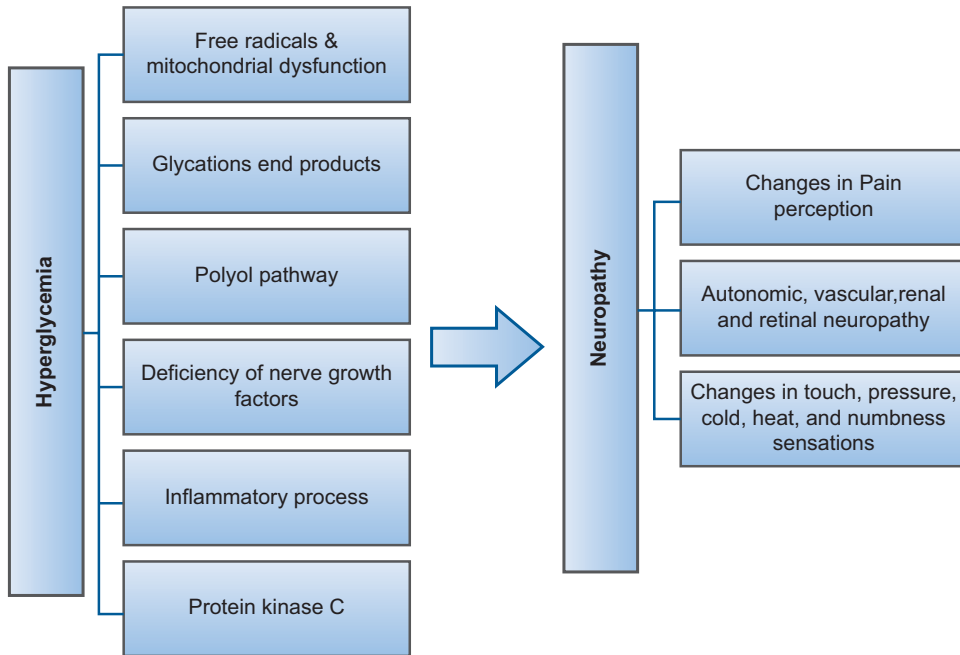 Hyperglycemia
Free radicals &
mitochondrial dysfunction
Glycations end products
Polyol pathway
Deficiency of nerve growth
factors
Inflammatory process
Protein kinase C
Neuropathy
Changes in Pain
perception
Autonomic, vascular,renal
and retinal neuropathy
Changes in touch, pressure,
cold, heat, and numbness
sensations